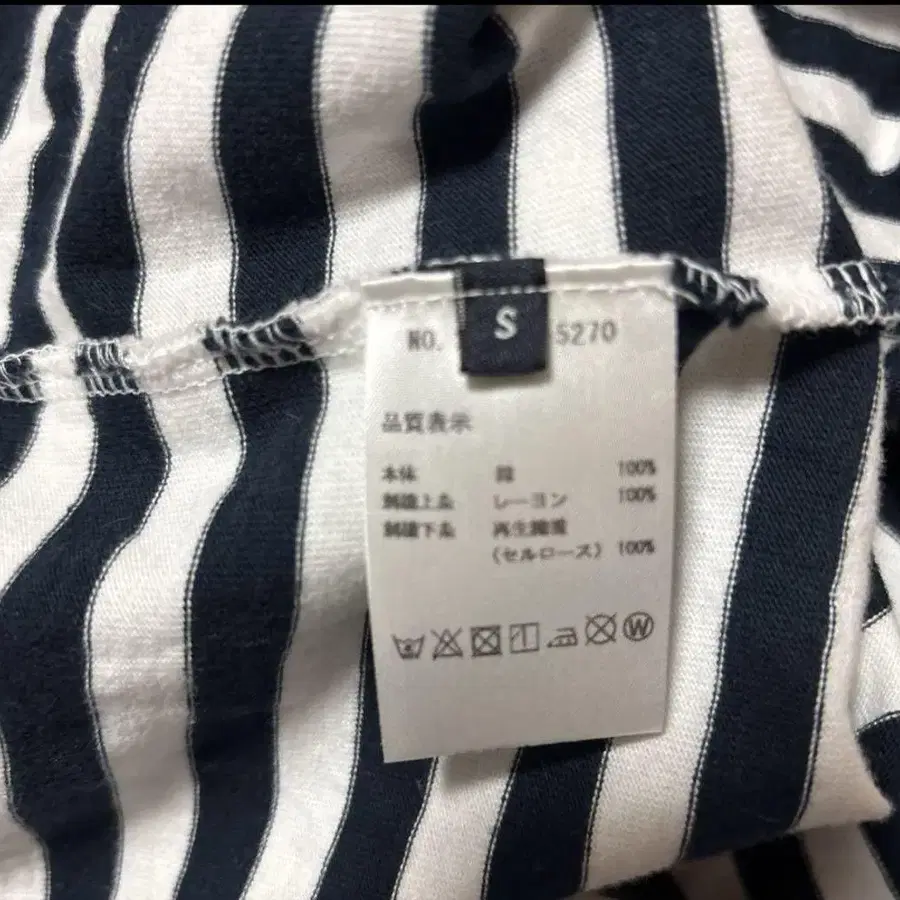 S
NO. 5270
品質表示
本体 綿 100%
刺繍上糸 レーヨン 100%
刺繍下糸 再生繊維
(セルロース) 100%
W